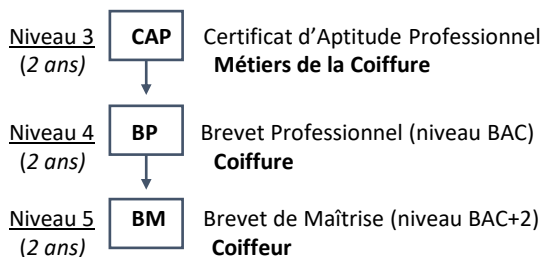 Niveau 3 CAP Certificat d’Aptitude Professionnel
(2 ans) Métiers de la Coiffure
Niveau 4 BP Brevet Professionnel (niveau BAC)
(2 ans) Coiffure
Niveau 5 BM Brevet de Maîtrise (niveau BAC+2)
(2 ans) Coiffeur